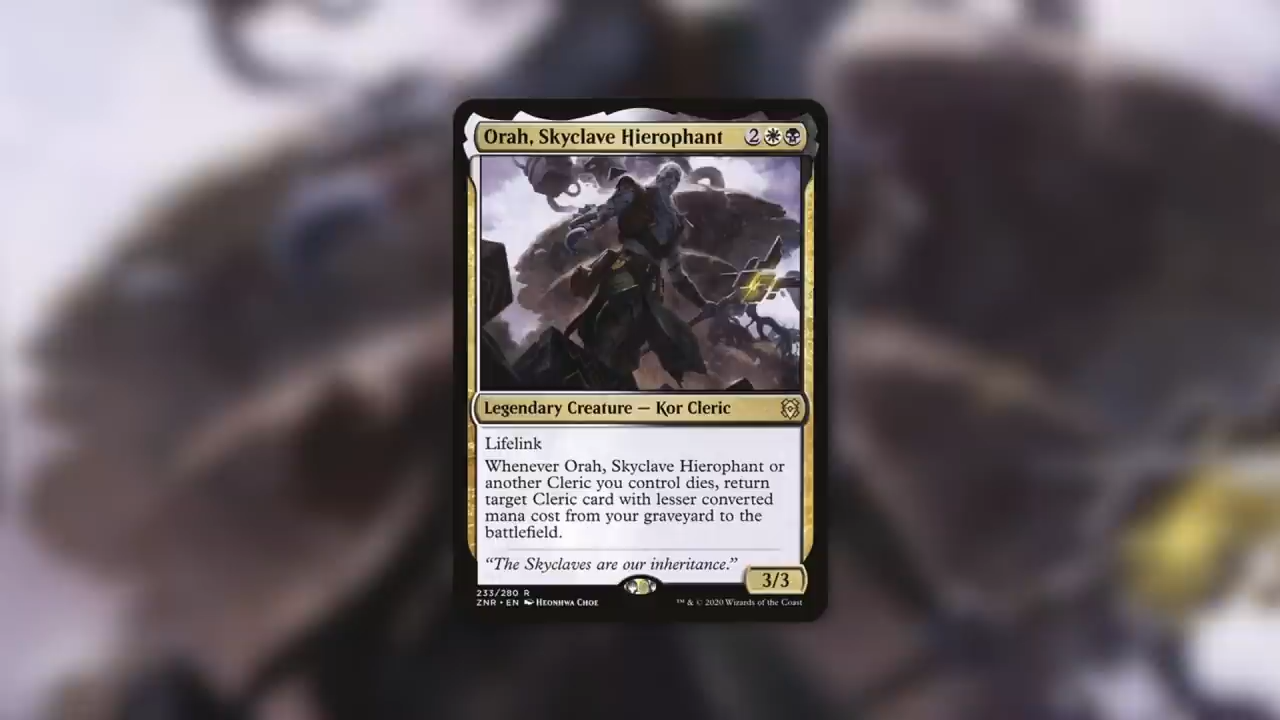 Orah, Skyclave Hierophant 2
Legendary Creature — Kor Cleric
Lifelink
Whenever Orah, Skyclave Hierophant or
another Cleric you control dies, return
target Cleric card with lesser converted
mana cost from your graveyard to the
battlefield.
“The Skyclaves are our inheritance.”
3/3
233/280 R
ZNR • EN Heonhwa Choe
™ & © 2020 Wizards of the Coast